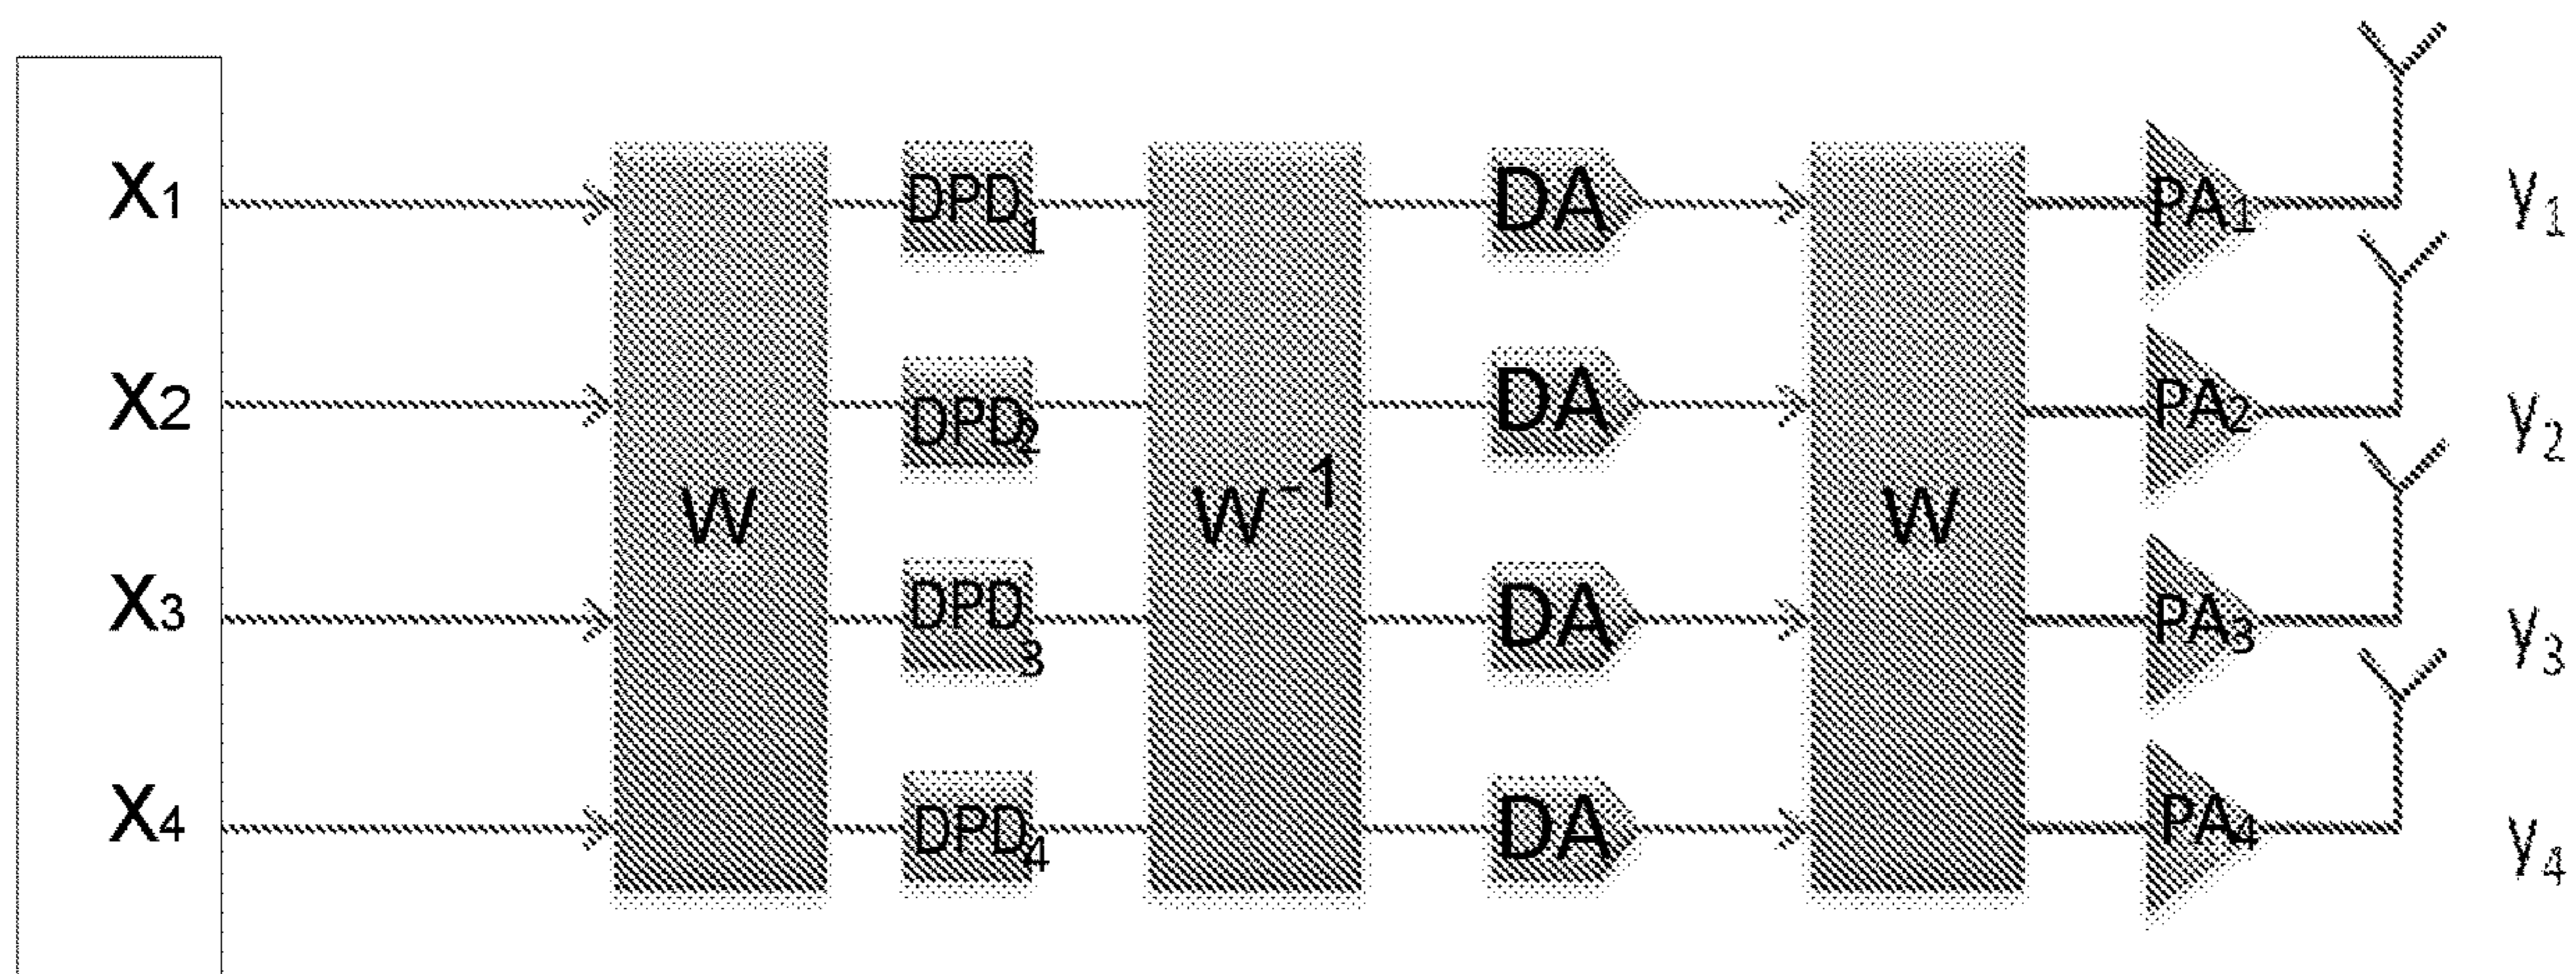 X1 DPD1 DA PA1 y1
X2 DPD2 DA PA2 y2
W W-1 W
X3 DPD3 DA PA3 y3
X4 DPD4 DA PA4 y4